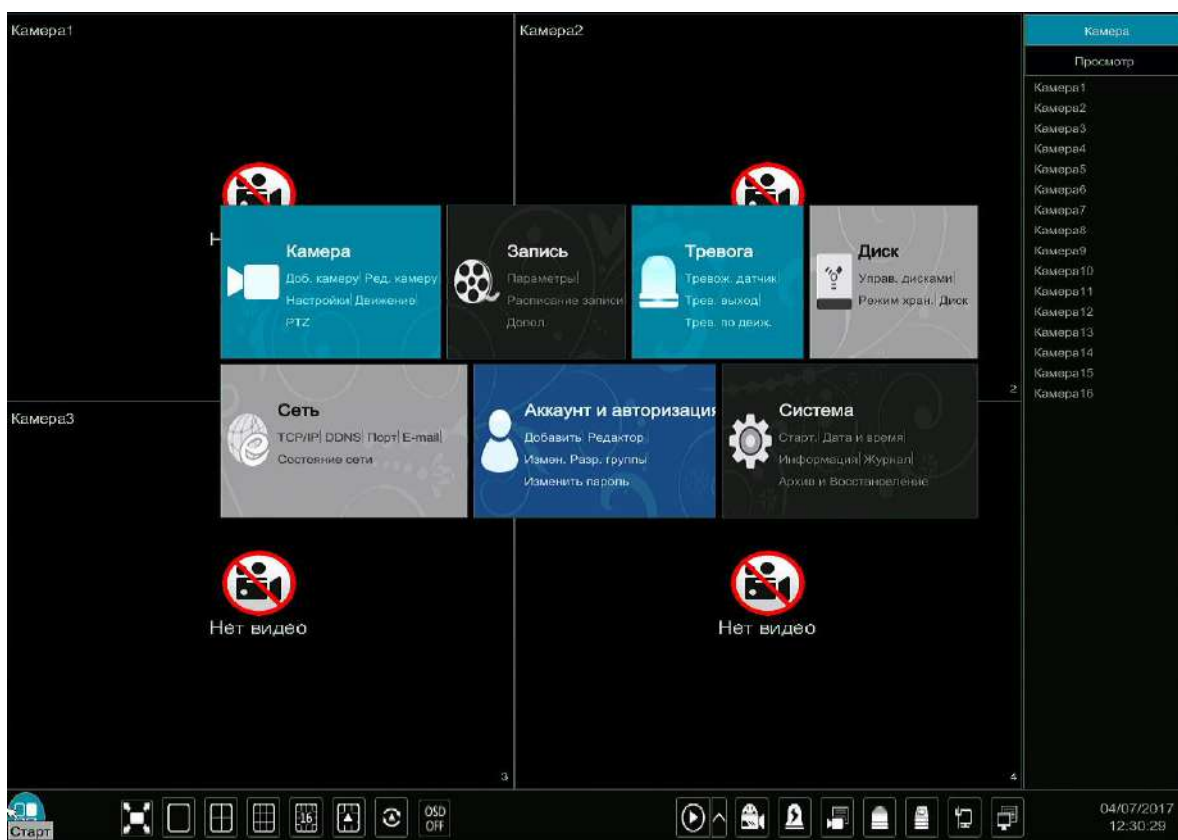 Камера1
Камера2
Камера
Просмотр
Камера1
Камера2
Камера3
Камера4
Камера5
Камера6
Камера7
Камера8
Камера9
Камера10
Камера11
Камера12
Камера13
Камера14
Камера15
Камера16
Н
Камера
Доб. камеру| Ред. камеру
Настройки| Движение|
PTZ
Запись
Параметры|
Расписание записи
Допол.
Тревога
Тревож. датчик|
Трев. выход|
Трев. по движ.
Диск
Управ. дисками|
Режим хран.| Диск
2
Камера3
Сеть
TCP/IP| DDNS| Порт| E-mail|
Состояние сети
Аккаунт и авторизация
Добавить| Редактор|
Измен. Разр. группы|
Изменить пароль
Система
Старт.| Дата и время|
Информация| Журнал|
Архив и Восстановление
Нет видео
Нет видео
3
4
Старт
16
OSD
OFF
04/07/2017
12:30:29